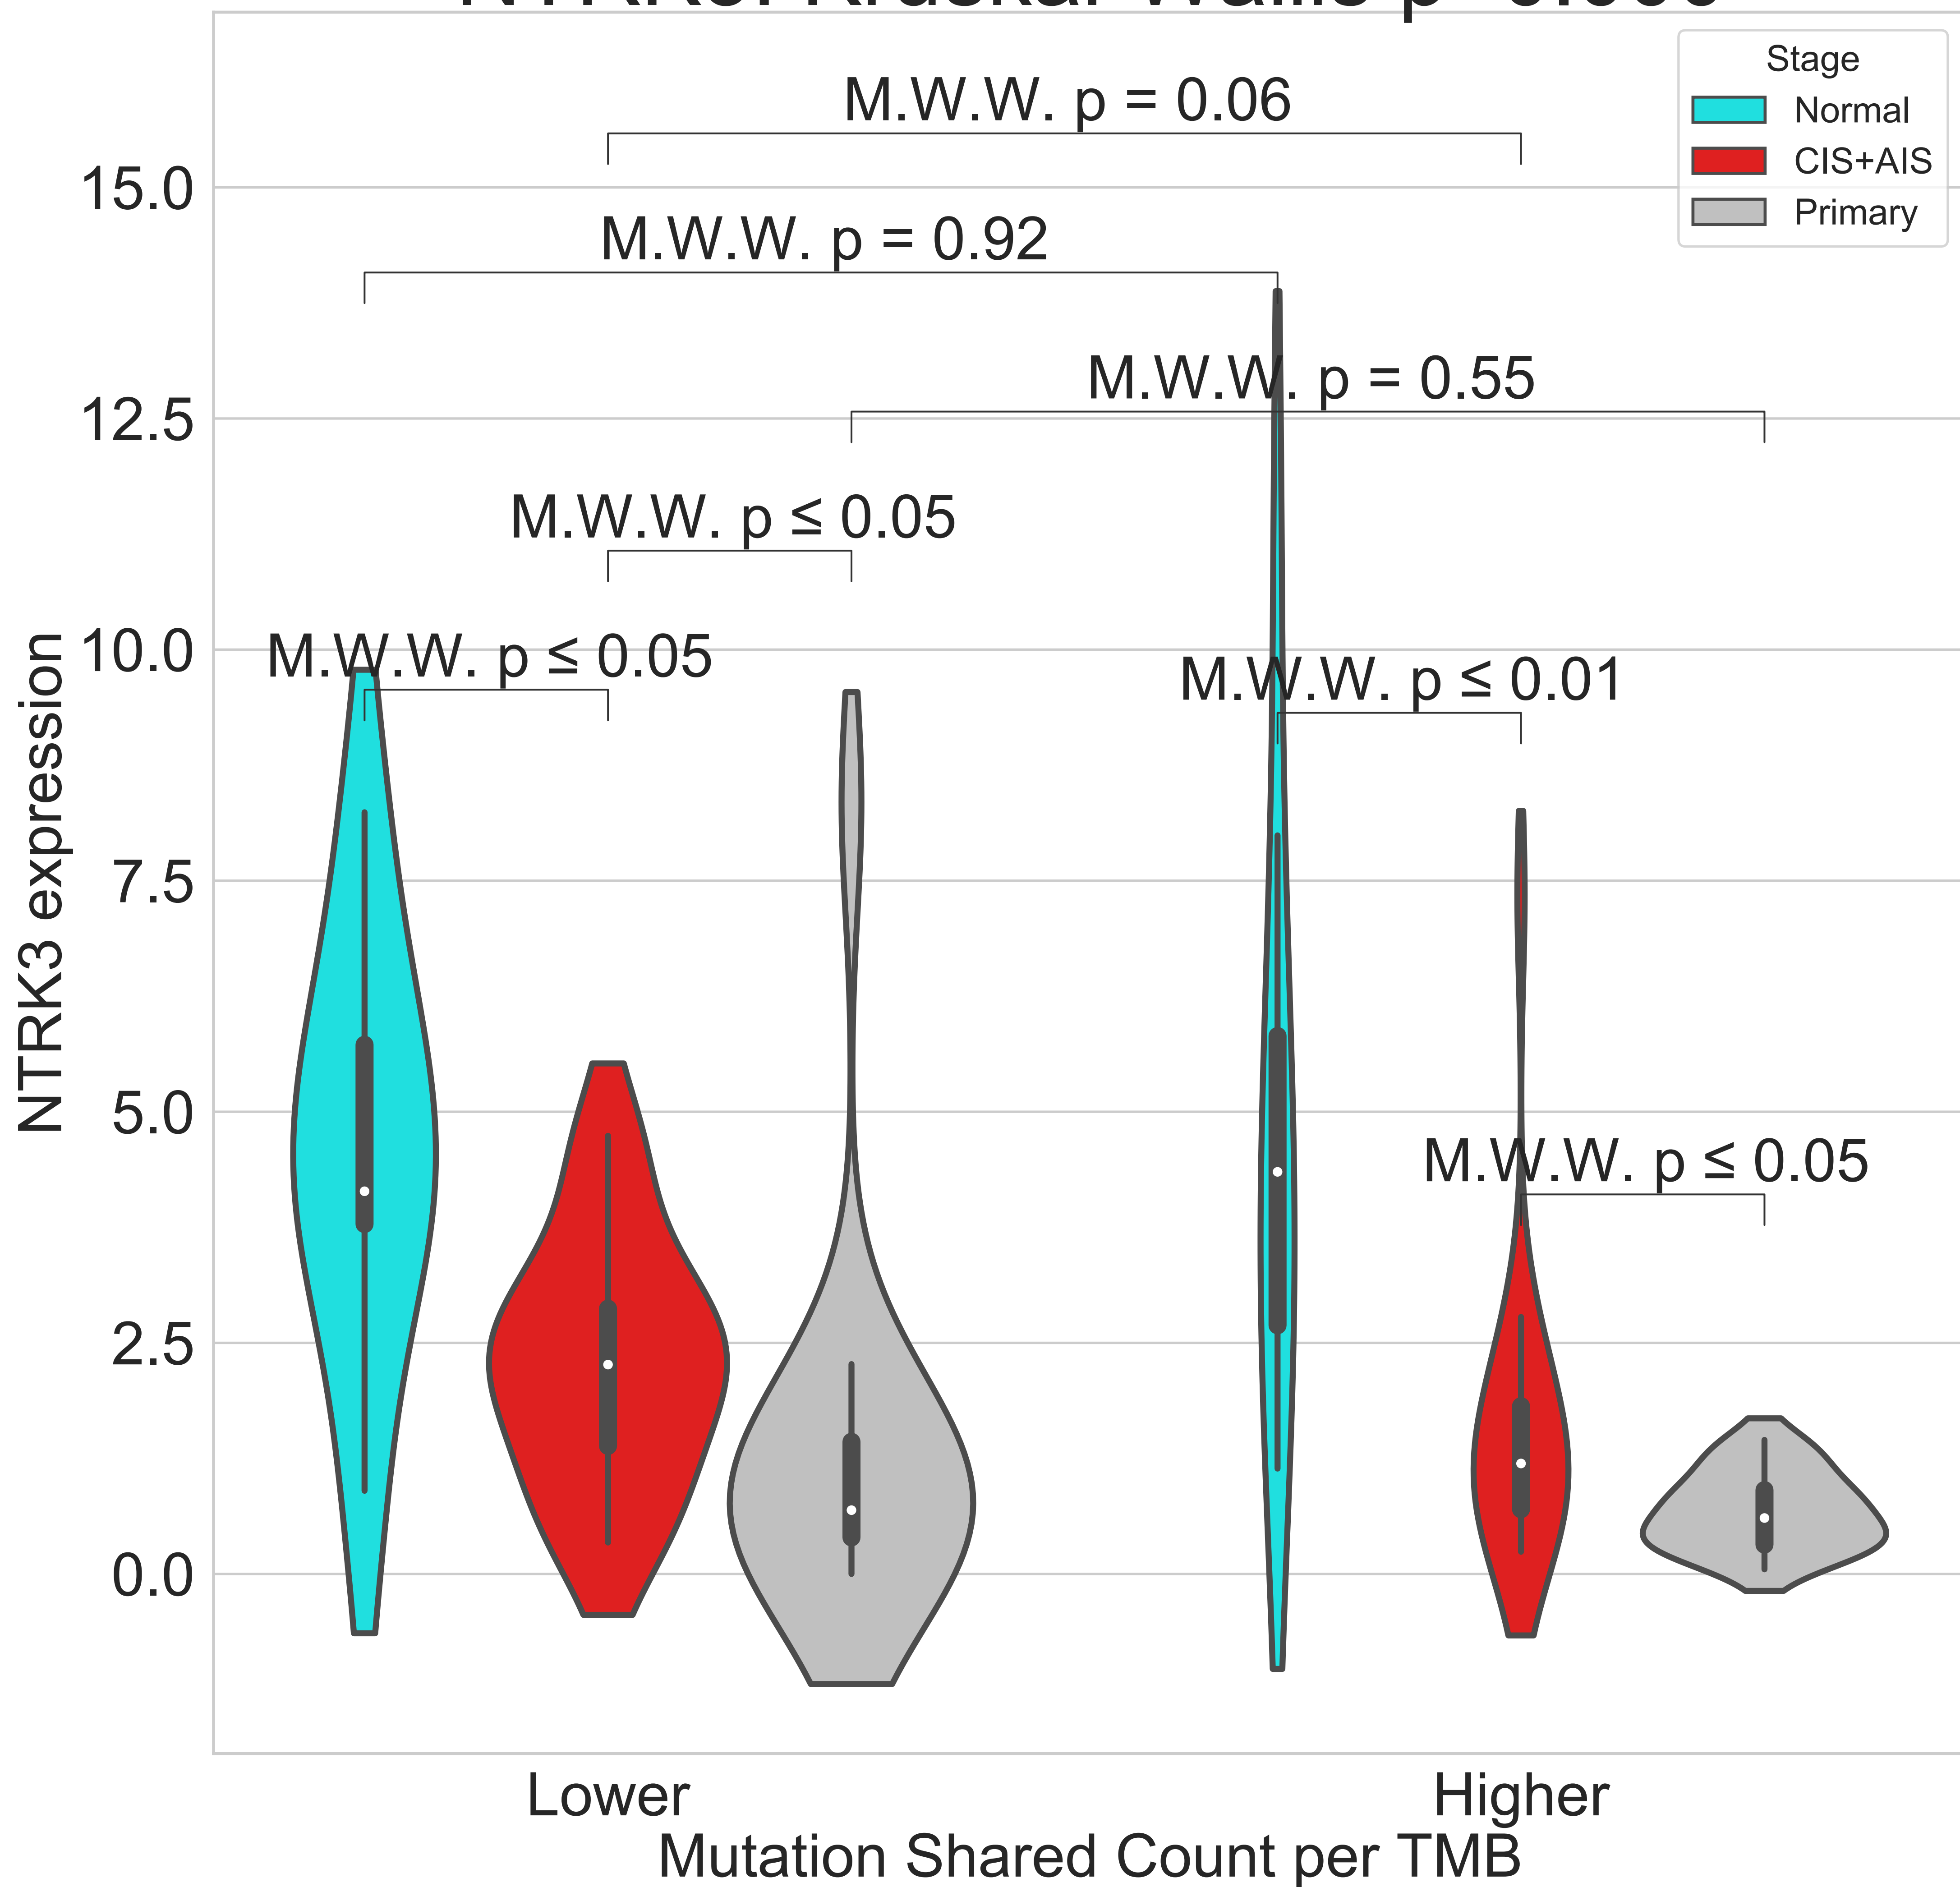 Stage
Normal
CIS+AIS
Primary
M.W.W. p = 0.06
M.W.W. p = 0.92
M.W.W. p = 0.55
M.W.W. p ≤ 0.05
M.W.W. p ≤ 0.05
M.W.W. p ≤ 0.01
M.W.W. p ≤ 0.05
15.0
12.5
10.0
7.5
5.0
2.5
0.0
NTRK3 expression
Lower
Higher
Mutation Shared Count per TMB